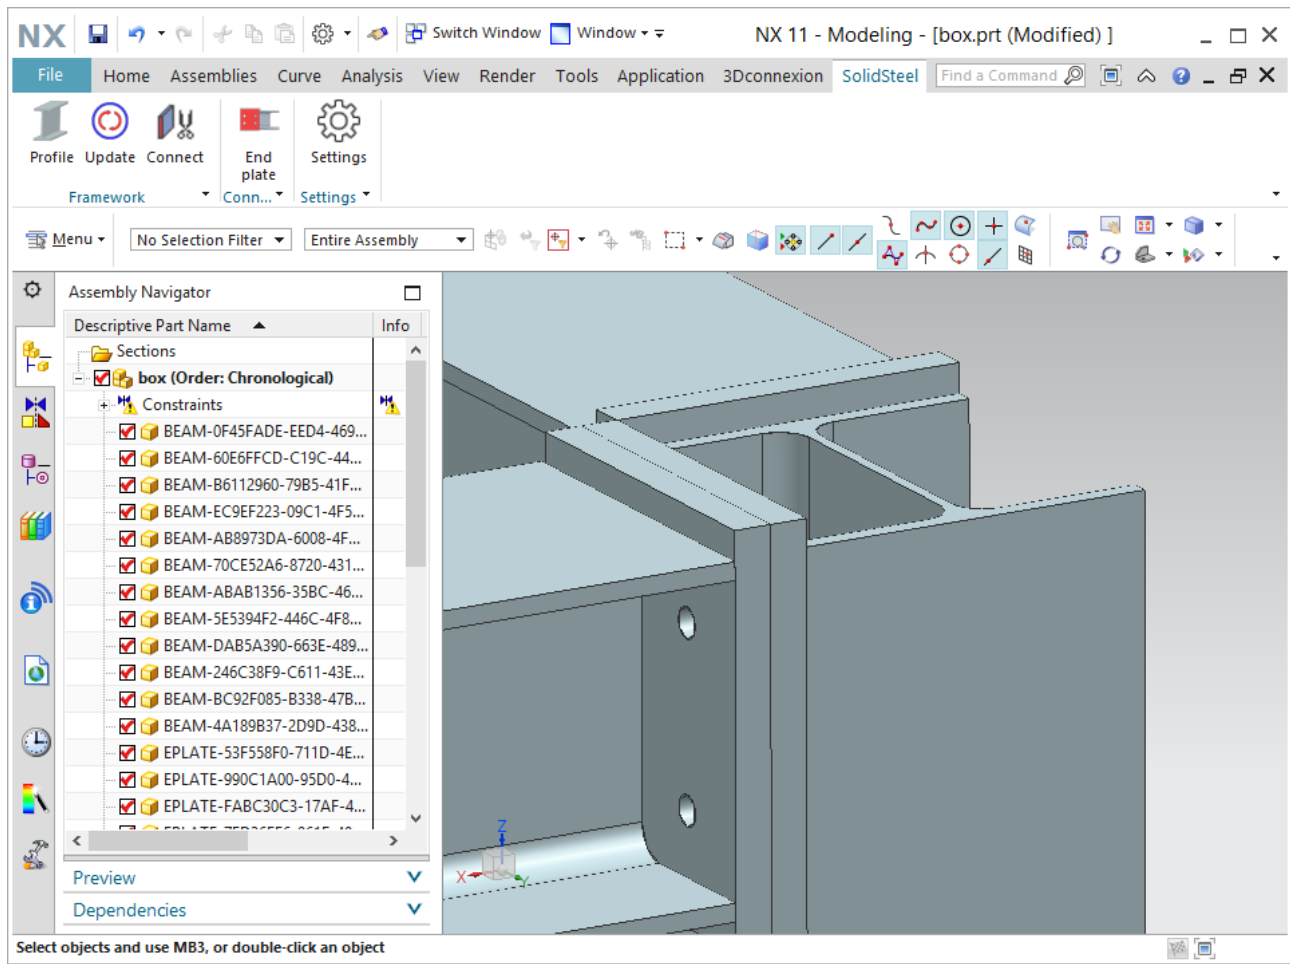 NX Switch Window Window NX 11 - Modeling - [box.prt (Modified) ]
File Home Assemblies Curve Analysis View Render Tools Application 3Dconnexion SolidSteel Find a Command
Profile Update Connect End plate Settings
Framework Conn... Settings
Menu No Selection Filter Entire Assembly
Assembly Navigator
Descriptive Part Name Info
Sections
box (Order: Chronological)
Constraints
BEAM-0F45FADE-EED4-469...
BEAM-60E6FFCD-C19C-44...
BEAM-B6112960-79B5-41F...
BEAM-EC9EF223-09C1-4F5...
BEAM-AB8973DA-6008-4F...
BEAM-70CE52A6-8720-431...
BEAM-ABAB1356-35BC-46...
BEAM-5E5394F2-446C-4F8...
BEAM-DAB5A390-663E-489...
BEAM-246C38F9-C611-43E...
BEAM-BC92F085-B338-47B...
BEAM-4A189B37-2D9D-438...
EPLATE-53F558F0-711D-4E...
EPLATE-990C1A00-95D0-4...
EPLATE-FABC30C3-17AF-4...
Z
X Y
Preview
Dependencies
Select objects and use MB3, or double-click an object